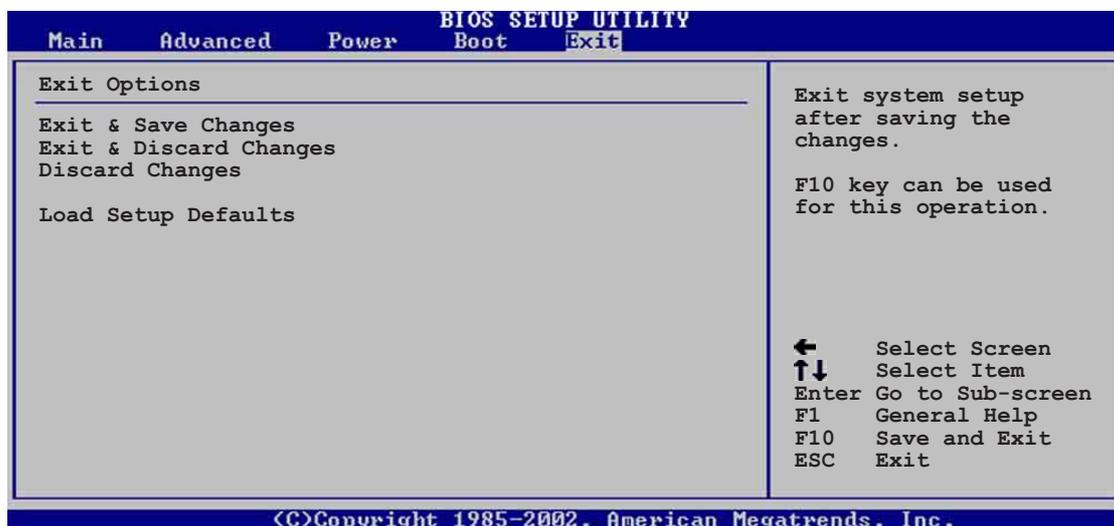 BIOS SETUP UTILITY
Main Advanced Power Boot Exit
Exit Options
Exit & Save Changes
Exit & Discard Changes
Discard Changes
Load Setup Defaults
Exit system setup
after saving the
changes.
F10 key can be used
for this operation.
← Select Screen
↑↓ Select Item
Enter Go to Sub-screen
F1 General Help
F10 Save and Exit
ESC Exit
(C)Copyright 1985-2002, American Megatrends, Inc.